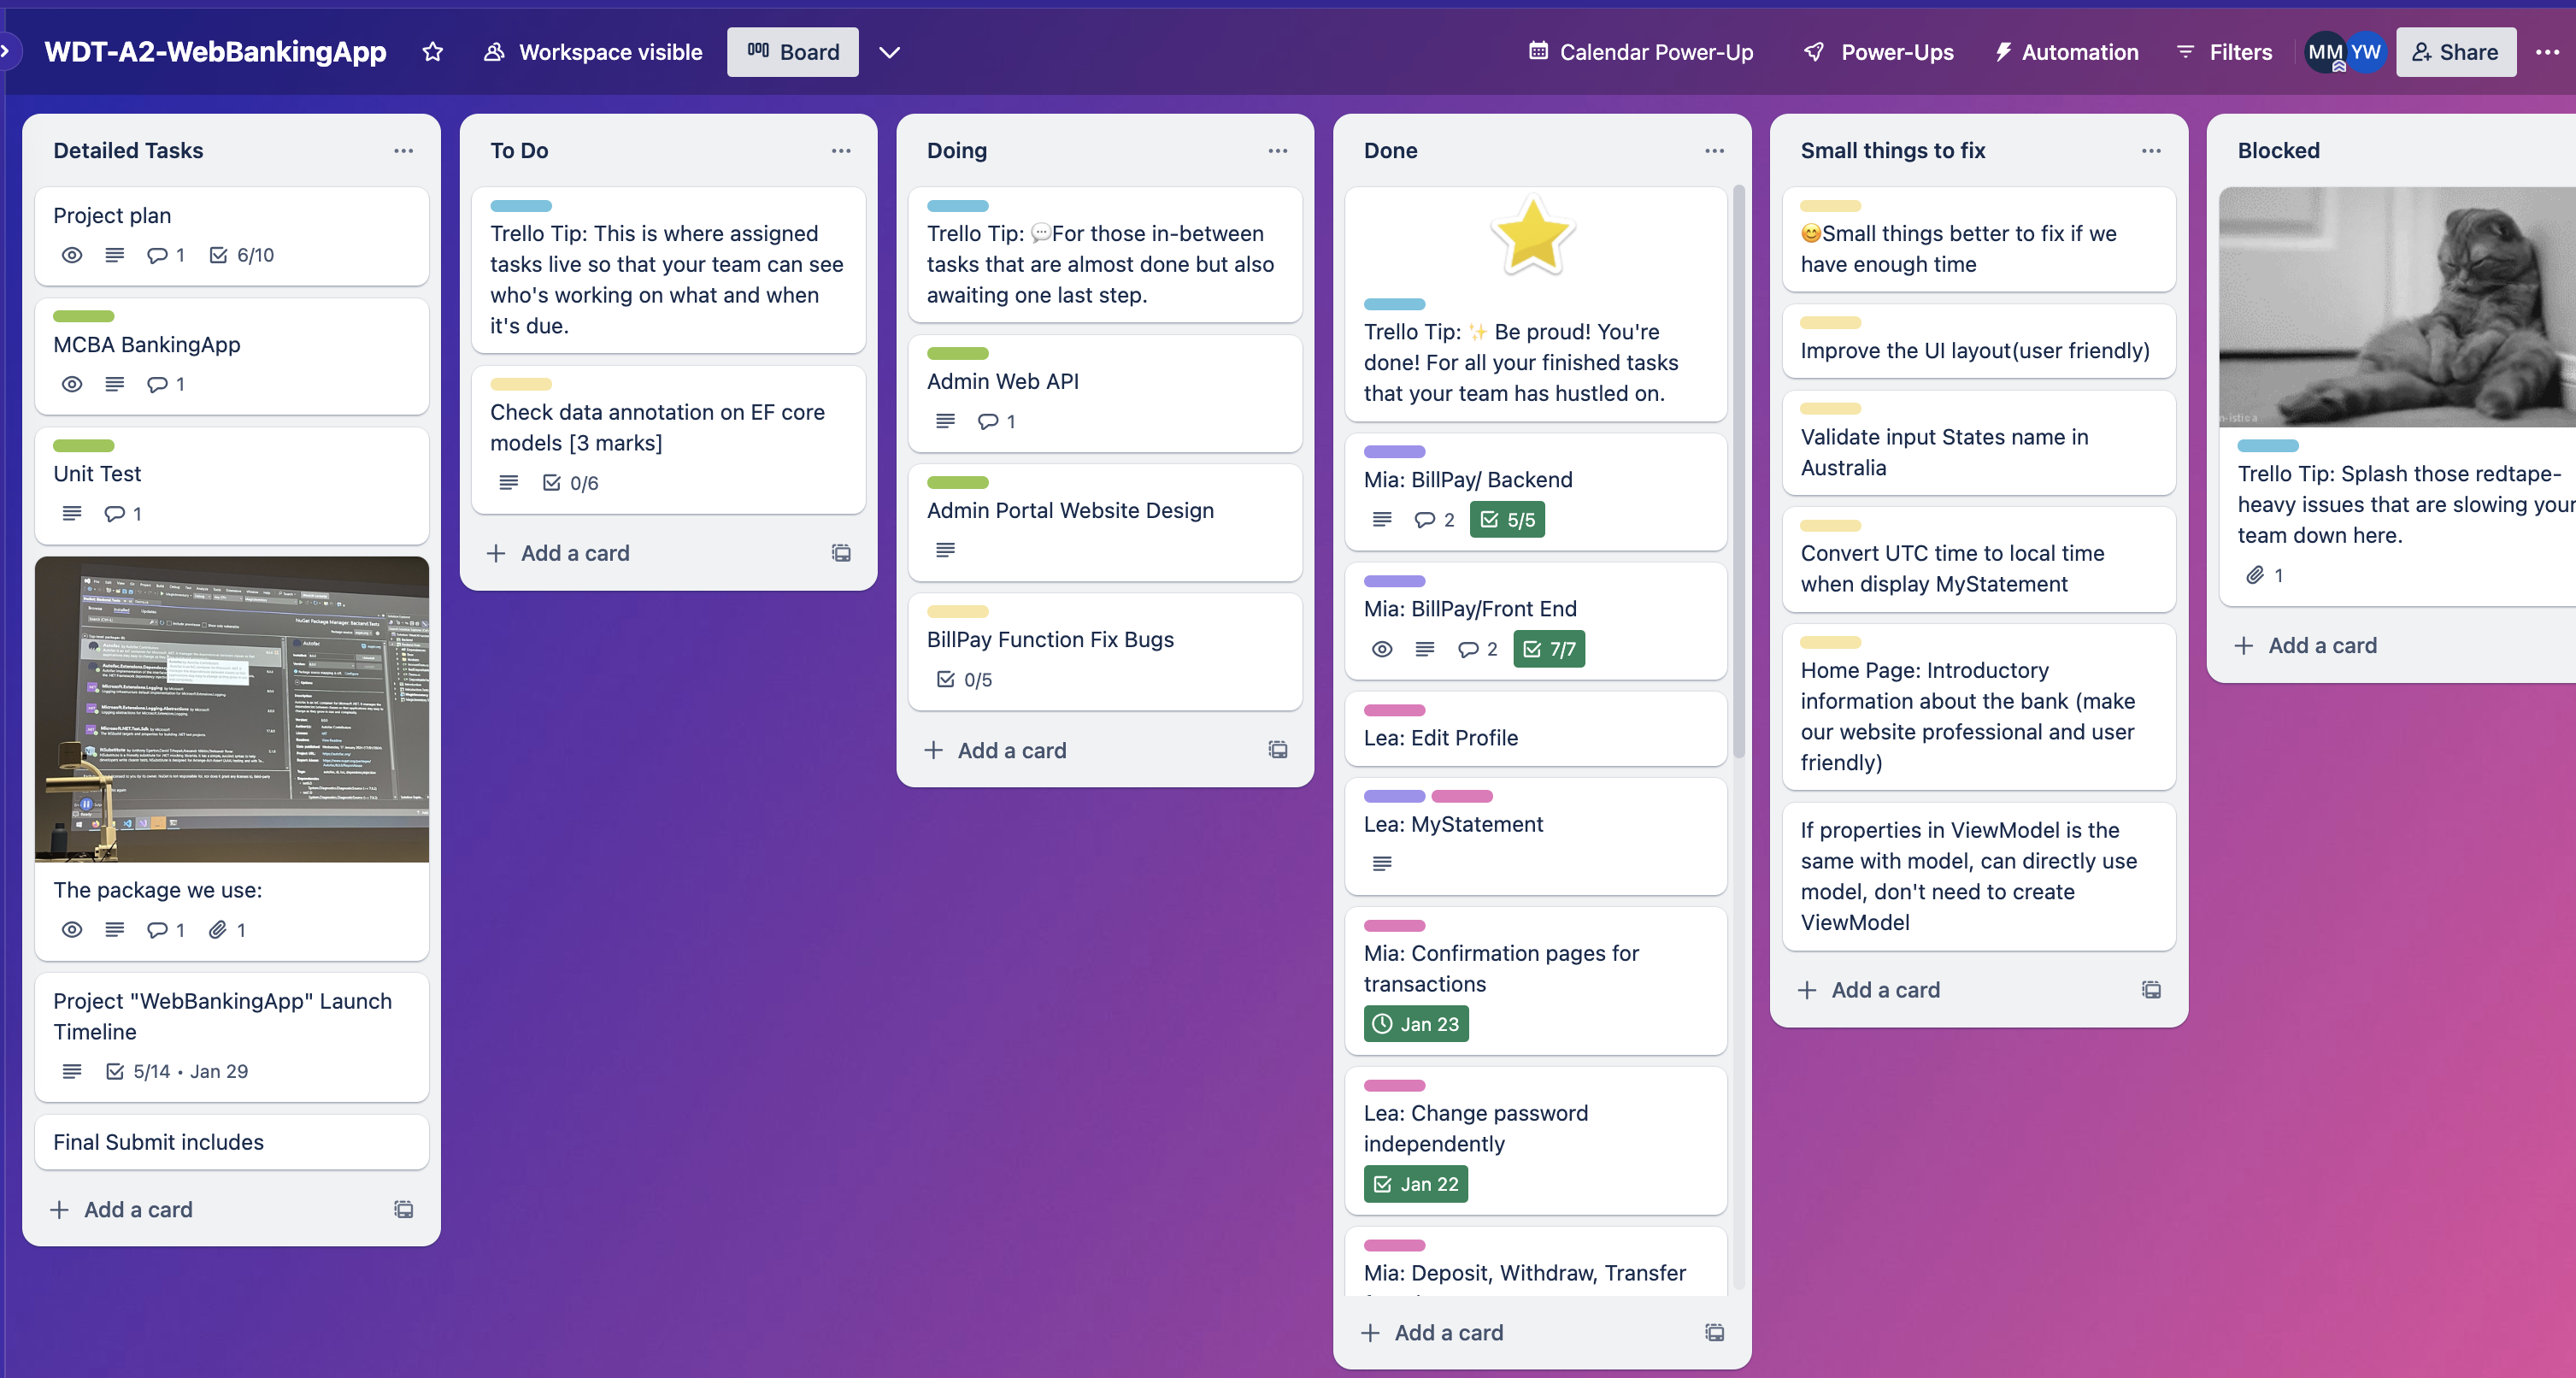 WDT-A2-WebBankingApp
Workspace visible
Board
Calendar Power-Up
Power-Ups
Automation
Filters
MM
YW
Share
Detailed Tasks
Project plan
1
6/10
MCBA BankingApp
1
Unit Test
1
NuGet Package Manager: Backend Tests
The package we use:
1
1
Project "WebBankingApp" Launch
Timeline
5/14 • Jan 29
Final Submit includes
Add a card
To Do
Trello Tip: This is where assigned
tasks live so that your team can see
who's working on what and when
it's due.
Check data annotation on EF core
models [3 marks]
0/6
Add a card
Doing
Trello Tip: 💬For those in-between
tasks that are almost done but also
awaiting one last step.
Admin Web API
1
Admin Portal Website Design
BillPay Function Fix Bugs
0/5
Add a card
Done
Trello Tip: ✨ Be proud! You're
done! For all your finished tasks
that your team has hustled on.
Mia: BillPay/ Backend
2
5/5
Mia: BillPay/Front End
2
7/7
Lea: Edit Profile
Lea: MyStatement
Mia: Confirmation pages for
transactions
Jan 23
Lea: Change password
independently
Jan 22
Mia: Deposit, Withdraw, Transfer
Add a card
Small things to fix
😊Small things better to fix if we
have enough time
Improve the UI layout(user friendly)
Validate input States name in
Australia
Convert UTC time to local time
when display MyStatement
Home Page: Introductory
information about the bank (make
our website professional and user
friendly)
If properties in ViewModel is the
same with model, can directly use
model, don't need to create
ViewModel
Add a card
Blocked
Trello Tip: Splash those redtape-
heavy issues that are slowing your
team down here.
1
Add a card